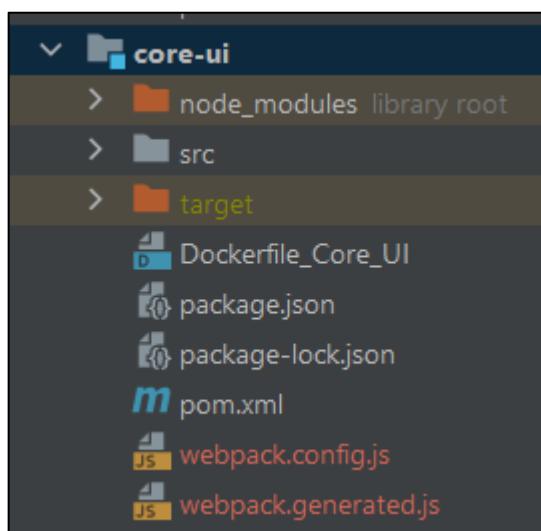 core-ui
node_modules library root
src
target
Dockerfile_Core_UI
package.json
package-lock.json
pom.xml
webpack.config.js
webpack.generated.js